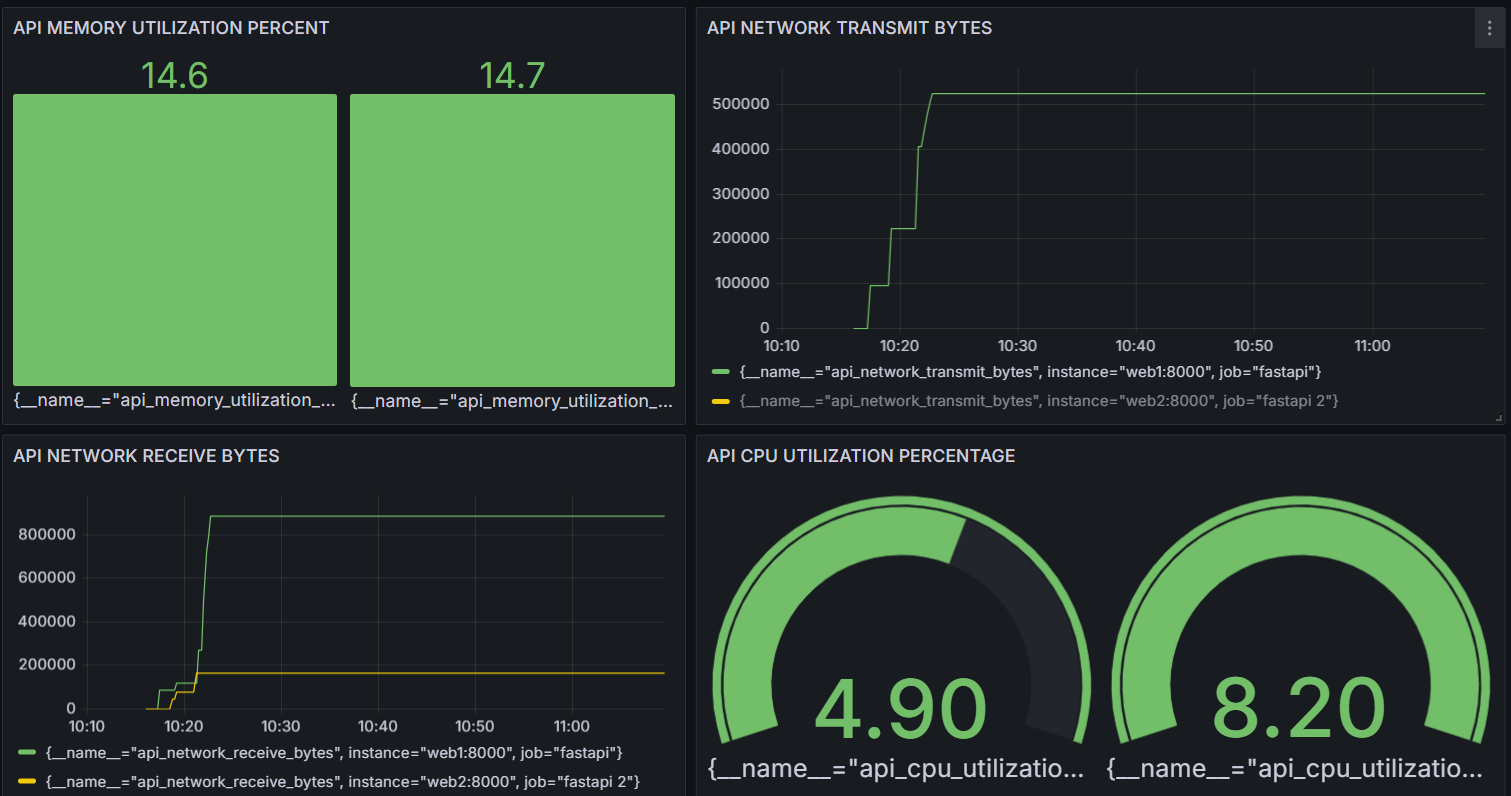 API MEMORY UTILIZATION PERCENT
14.6
14.7
{__name__="api_memory_utilization_...
{__name__="api_memory_utilization_...
API NETWORK TRANSMIT BYTES
500000
400000
300000
200000
100000
0
10:10
10:20
10:30
10:40
10:50
11:00
{__name__="api_network_transmit_bytes", instance="web1:8000", job="fastapi"}
{__name__="api_network_transmit_bytes", instance="web2:8000", job="fastapi 2"}
API NETWORK RECEIVE BYTES
800000
600000
400000
200000
0
10:10
10:20
10:30
10:40
10:50
11:00
{__name__="api_network_receive_bytes", instance="web1:8000", job="fastapi"}
{__name__="api_network_receive_bytes", instance="web2:8000", job="fastapi 2"}
API CPU UTILIZATION PERCENTAGE
4.90
8.20
{__name__="api_cpu_utilizatio...
{__name__="api_cpu_utilizatio...